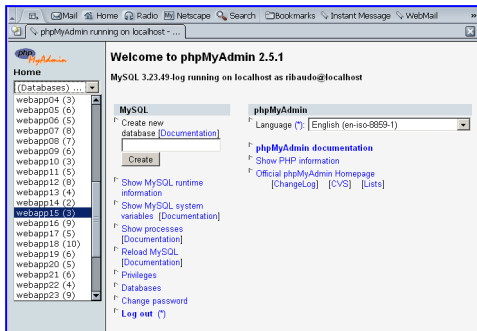 Mail Home Radio My Netscape Search Bookmarks Instant Message WebMail »
phpMyAdmin running on localhost - ...
php
MyAdmin
Home
(Databases) ...
webapp04 (3)
webapp05 (6)
webapp06 (5)
webapp07 (8)
webapp08 (7)
webapp09 (6)
webapp10 (3)
webapp11 (5)
webapp12 (8)
webapp13 (4)
webapp14 (2)
webapp15 (3)
webapp16 (9)
webapp17 (5)
webapp18 (10)
webapp19 (6)
webapp20 (5)
webapp21 (6)
webapp22 (4)
webapp23 (9)
Welcome to phpMyAdmin 2.5.1
MySQL 3.23.49-log running on localhost as ribaudo@localhost
MySQL
Create new
database [Documentation]
Create
Show MySQL runtime
information
Show MySQL system
variables [Documentation]
Show processes
[Documentation]
Reload MySQL
[Documentation]
Privileges
Databases
Change password
Log out (*)
phpMyAdmin
Language (*): English (en-iso-8859-1)
phpMyAdmin documentation
Show PHP information
Official phpMyAdmin Homepage
[ChangeLog] [CVS] [Lists]